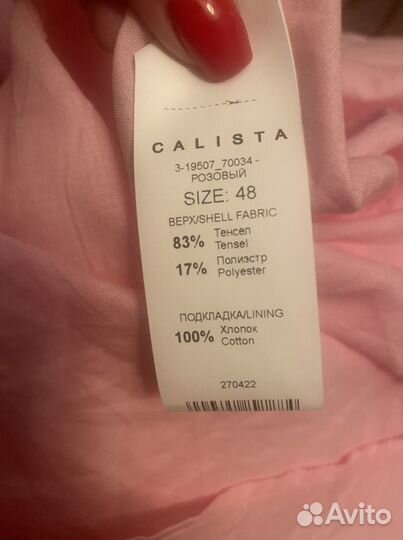 CALISTA
3-19507_70034 -
РОЗОВЫЙ
SIZE: 48
ВЕРХ/SHELL FABRIC
83% Тенсел
Tensel
17% Полиэстр
Polyester
ПОДКЛАДКА/LINING
100% Хлопок
Cotton
270422
Avito